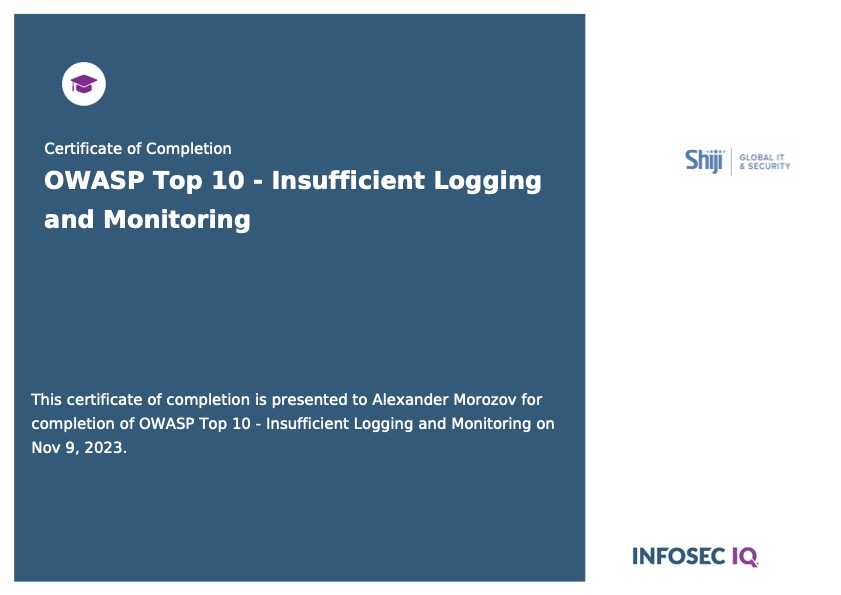 Certificate of Completion
OWASP Top 10 - Insufficient Logging
and Monitoring
This certificate of completion is presented to Alexander Morozov for
completion of OWASP Top 10 - Insufficient Logging and Monitoring on
Nov 9, 2023.
Shiji
GLOBAL IT
& SECURITY
INFOSEC IQ